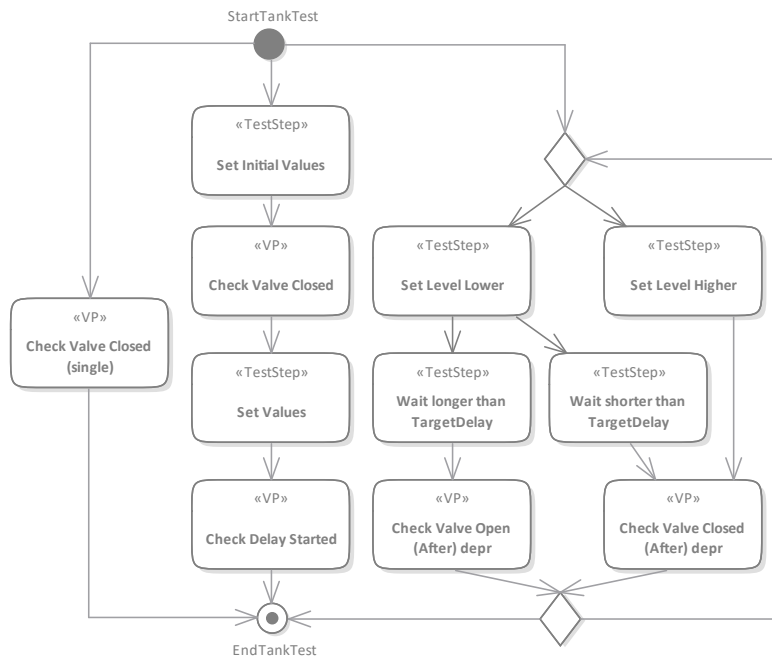 StartTankTest
«TestStep»
Set Initial Values
«VP»
Check Valve Closed
«TestStep»
Set Level Lower
«TestStep»
Set Level Higher
«VP»
Check Valve Closed
(single)
«TestStep»
Set Values
«TestStep»
Wait longer than
TargetDelay
«TestStep»
Wait shorter than
TargetDelay
«VP»
Check Delay Started
«VP»
Check Valve Open
(After) depr
«VP»
Check Valve Closed
(After) depr
EndTankTest